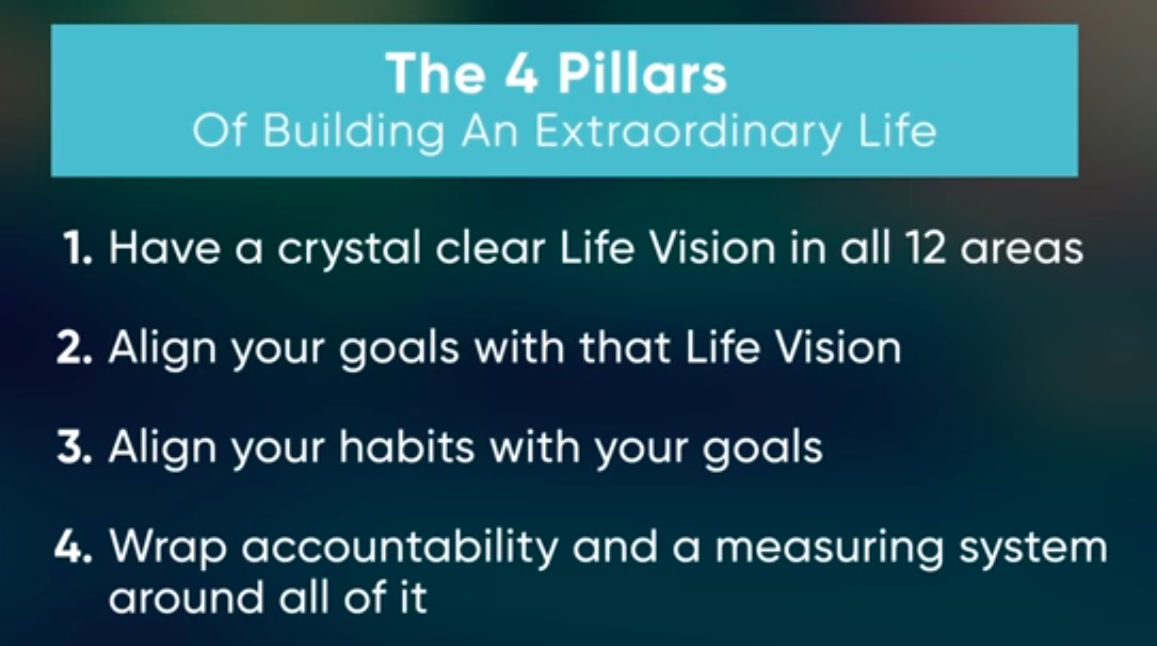 The 4 Pillars
Of Building An Extraordinary Life
1. Have a crystal clear Life Vision in all 12 areas
2. Align your goals with that Life Vision
3. Align your habits with your goals
4. Wrap accountability and a measuring system
around all of it